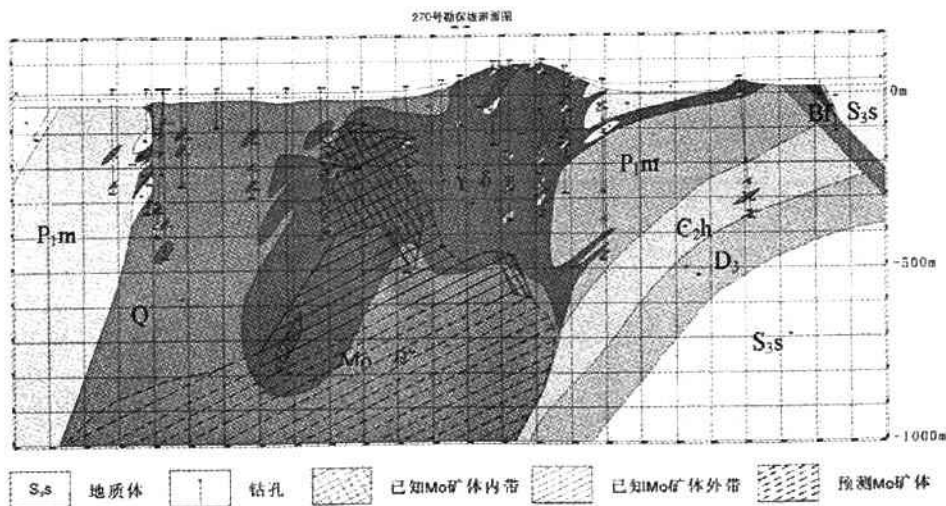 270号勘探线剖面图
0m
Bf
S₃s
P₁m
P₁m
C₂h
D₃
-500m
Q
Mo
S₃s
-1000m
S₃s 地质体 钻孔 已知Mo矿体内带 已知Mo矿体外带 预测Mo矿体